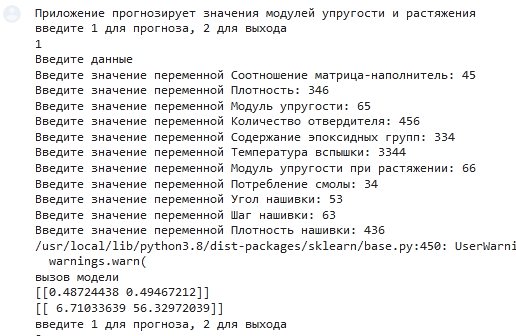 Приложение прогнозирует значения модулей упругости и растяжения
введите 1 для прогноза, 2 для выхода
1
Введите данные
Введите значение переменной Соотношение матрица-наполнитель: 45
Введите значение переменной Плотность: 346
Введите значение переменной Модуль упругости: 65
Введите значение переменной Количество отвердителя: 456
Введите значение переменной Содержание эпоксидных групп: 334
Введите значение переменной Температура вспышки: 3344
Введите значение переменной Модуль упругости при растяжении: 66
Введите значение переменной Потребление смолы: 34
Введите значение переменной Угол нашивки: 53
Введите значение переменной Шаг нашивки: 63
Введите значение переменной Плотность нашивки: 436
/usr/local/lib/python3.8/dist-packages/sklearn/base.py:450: UserWarni
warnings.warn(
вызов модели
[[0.48724438 0.49467212]]
[[ 6.71033639 56.32972039]]
введите 1 для прогноза, 2 для выхода